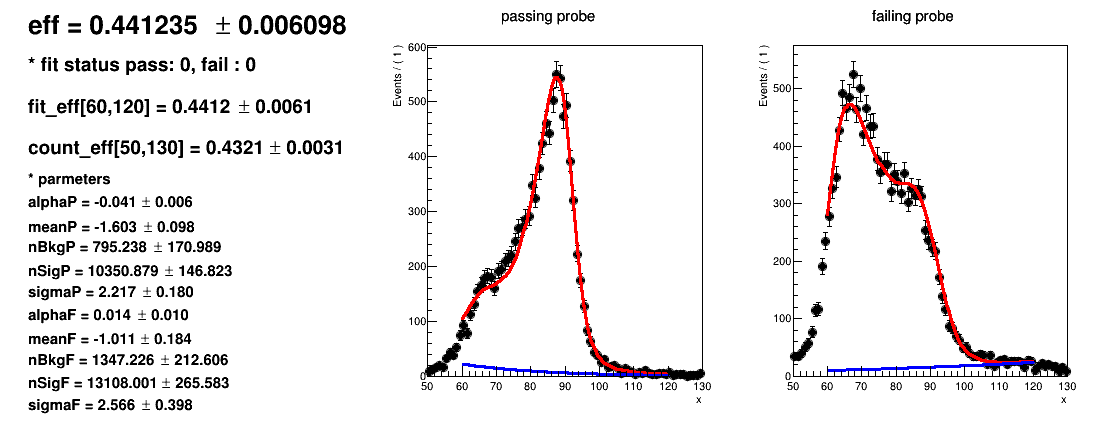 eff = 0.441235 ± 0.006098
* fit status pass: 0, fail : 0
fit_eff[60,120] = 0.4412 ± 0.0061
count_eff[50,130] = 0.4321 ± 0.0031
* parmeters
alphaP = -0.041 ± 0.006
meanP = -1.603 ± 0.098
nBkgP = 795.238 ± 170.989
nSigP = 10350.879 ± 146.823
sigmaP = 2.217 ± 0.180
alphaF = 0.014 ± 0.010
meanF = -1.011 ± 0.184
nBkgF = 1347.226 ± 212.606
nSigF = 13108.001 ± 265.583
sigmaF = 2.566 ± 0.398
passing probe
Events / ( 1 )
600
500
400
300
200
100
0
50 60 70 80 90 100 110 120 130
x
failing probe
Events / ( 1 )
500
400
300
200
100
0
50 60 70 80 90 100 110 120 130
x